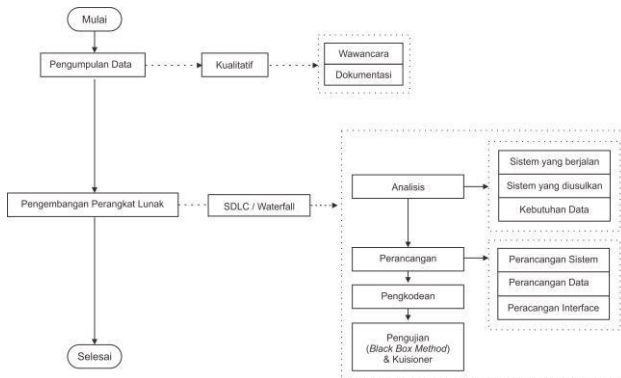 Mulai
Pengumpulan Data
Kualitatif
Wawancara
Dokumentasi
Pengembangan Perangkat Lunak
SDLC / Waterfall
Analisis
Sistem yang berjalan
Sistem yang diusulkan
Kebutuhan Data
Perancangan
Perancangan Sistem
Perancangan Data
Peracangan Interface
Pengkodean
Pengujian
(Black Box Method)
& Kuisioner
Selesai